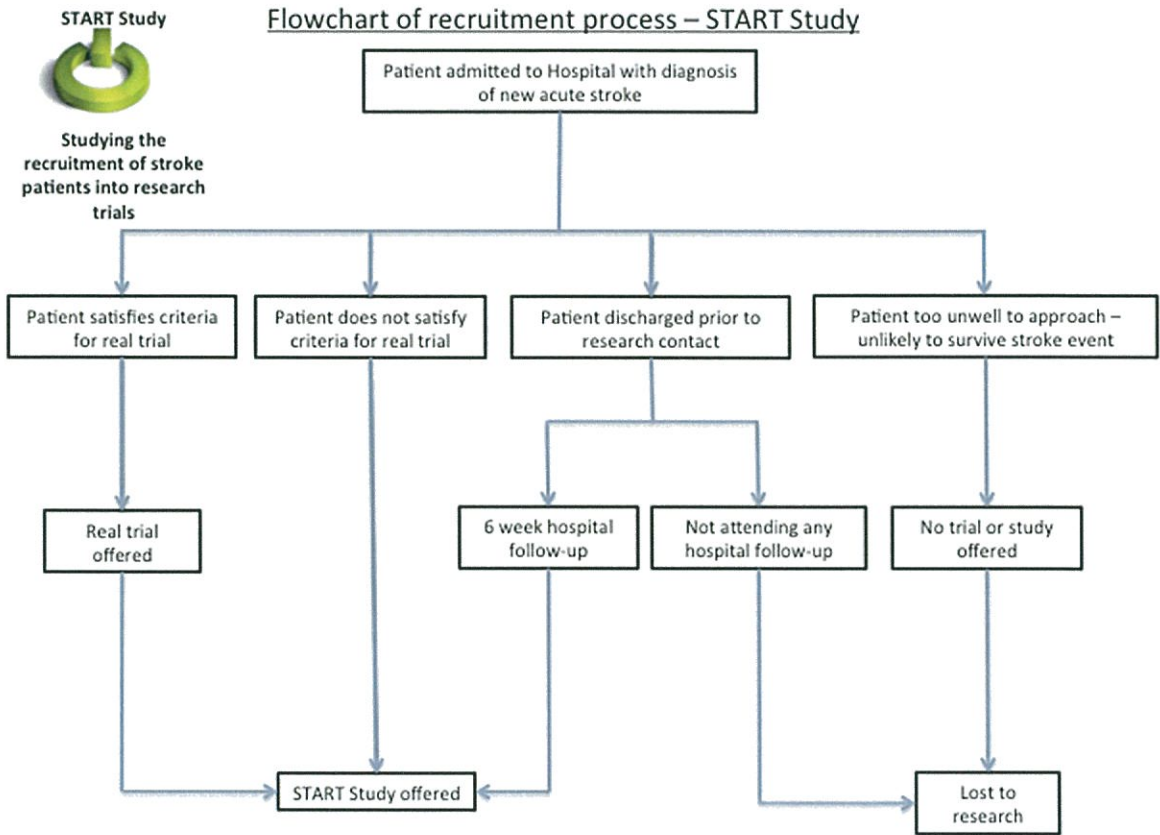 START Study
Flowchart of recruitment process – START Study
Studying the
recruitment of stroke
patients into research
trials
Patient admitted to Hospital with diagnosis
of new acute stroke
Patient satisfies criteria
for real trial
Patient does not satisfy
criteria for real trial
Patient discharged prior to
research contact
Patient too unwell to approach –
unlikely to survive stroke event
Real trial
offered
6 week hospital
follow-up
Not attending any
hospital follow-up
No trial or study
offered
START Study offered
Lost to
research